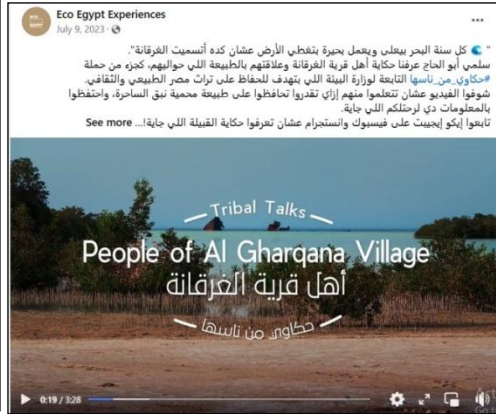 Eco Egypt Experiences
July 9, 2023 ·
" 🌊 كل سنة البحر بيعلى ويعمل بحيرة بتغطي الأرض عشان كده أتسميت الغرقانة".
سلمي أبو الحاج عرفنا حكاية أهل قرية الغرقانة وعلاقتهم بالطبيعة اللي حواليهم، كجزء من حملة
#حكاوي_من_ناسها التابعة لوزارة البيئة اللي بتهدف للحفاظ على تراث مصر الطبيعي والثقافي.
شوفوا الفيديو عشان تتعلموا منهم إزاي تقدروا تحافظوا على طبيعة محمية نبق الساحرة، واحتفظوا
بالمعلومات دي لرحلتكم اللي جاية.
تابعوا إيكو إيجيبت على فيسبوك وانستجرام عشان تعرفوا حكاية القبيلة اللي جاية!... See more
Tribal Talks
People of Al Gharqana Village
أهل قرية الغرقانة
حكاوي من ناسها
0:19 / 3:28